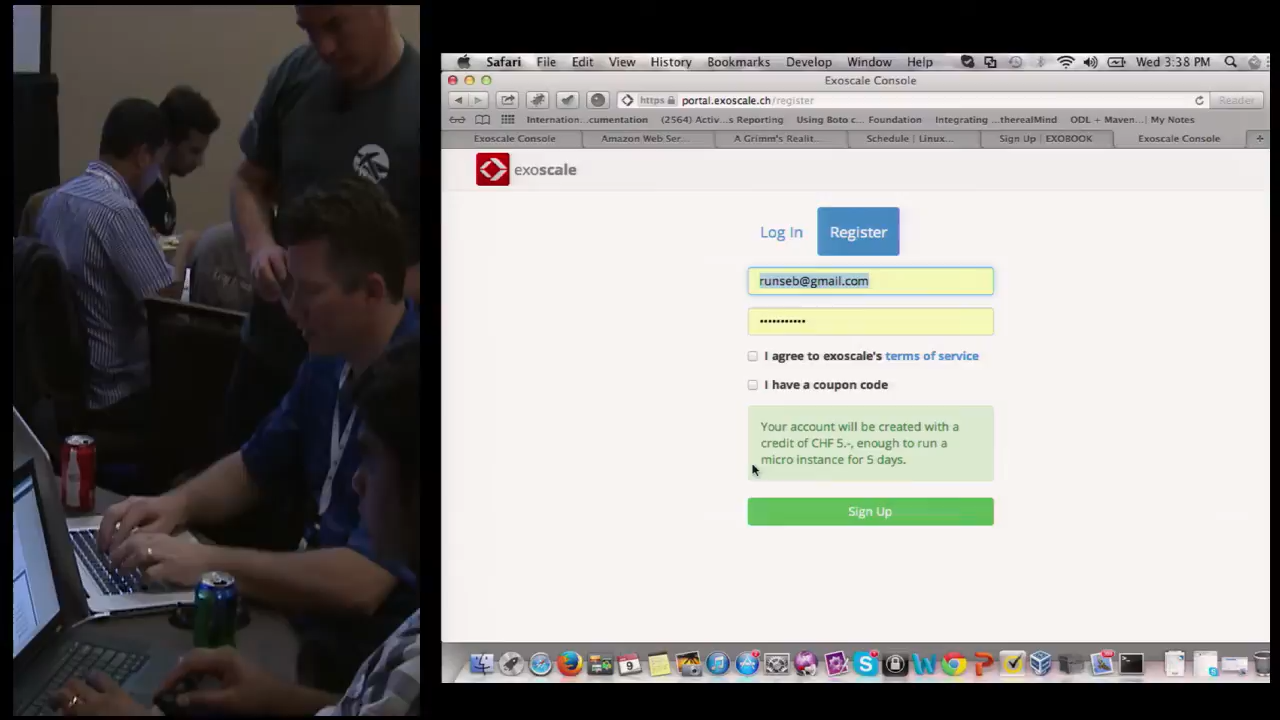 Safari File Edit View History Bookmarks Develop Window Help Wed 3:38 PM
Exoscale Console
https portal.exoscale.ch/register Reader
Internation...cumentation (2564) Activ...s Reporting Using Boto c... Foundation Integrating ...therealMind ODL + Maven... My Notes
Exoscale Console Amazon Web Ser... A Grimm's Realit... Schedule | Linux... Sign Up | EXOBOOK Exoscale Console
exoscale
Log In Register
runseb@gmail.com
•••••••••••
I agree to exoscale's terms of service
I have a coupon code
Your account will be created with a
credit of CHF 5.-, enough to run a
micro instance for 5 days.
Sign Up
9